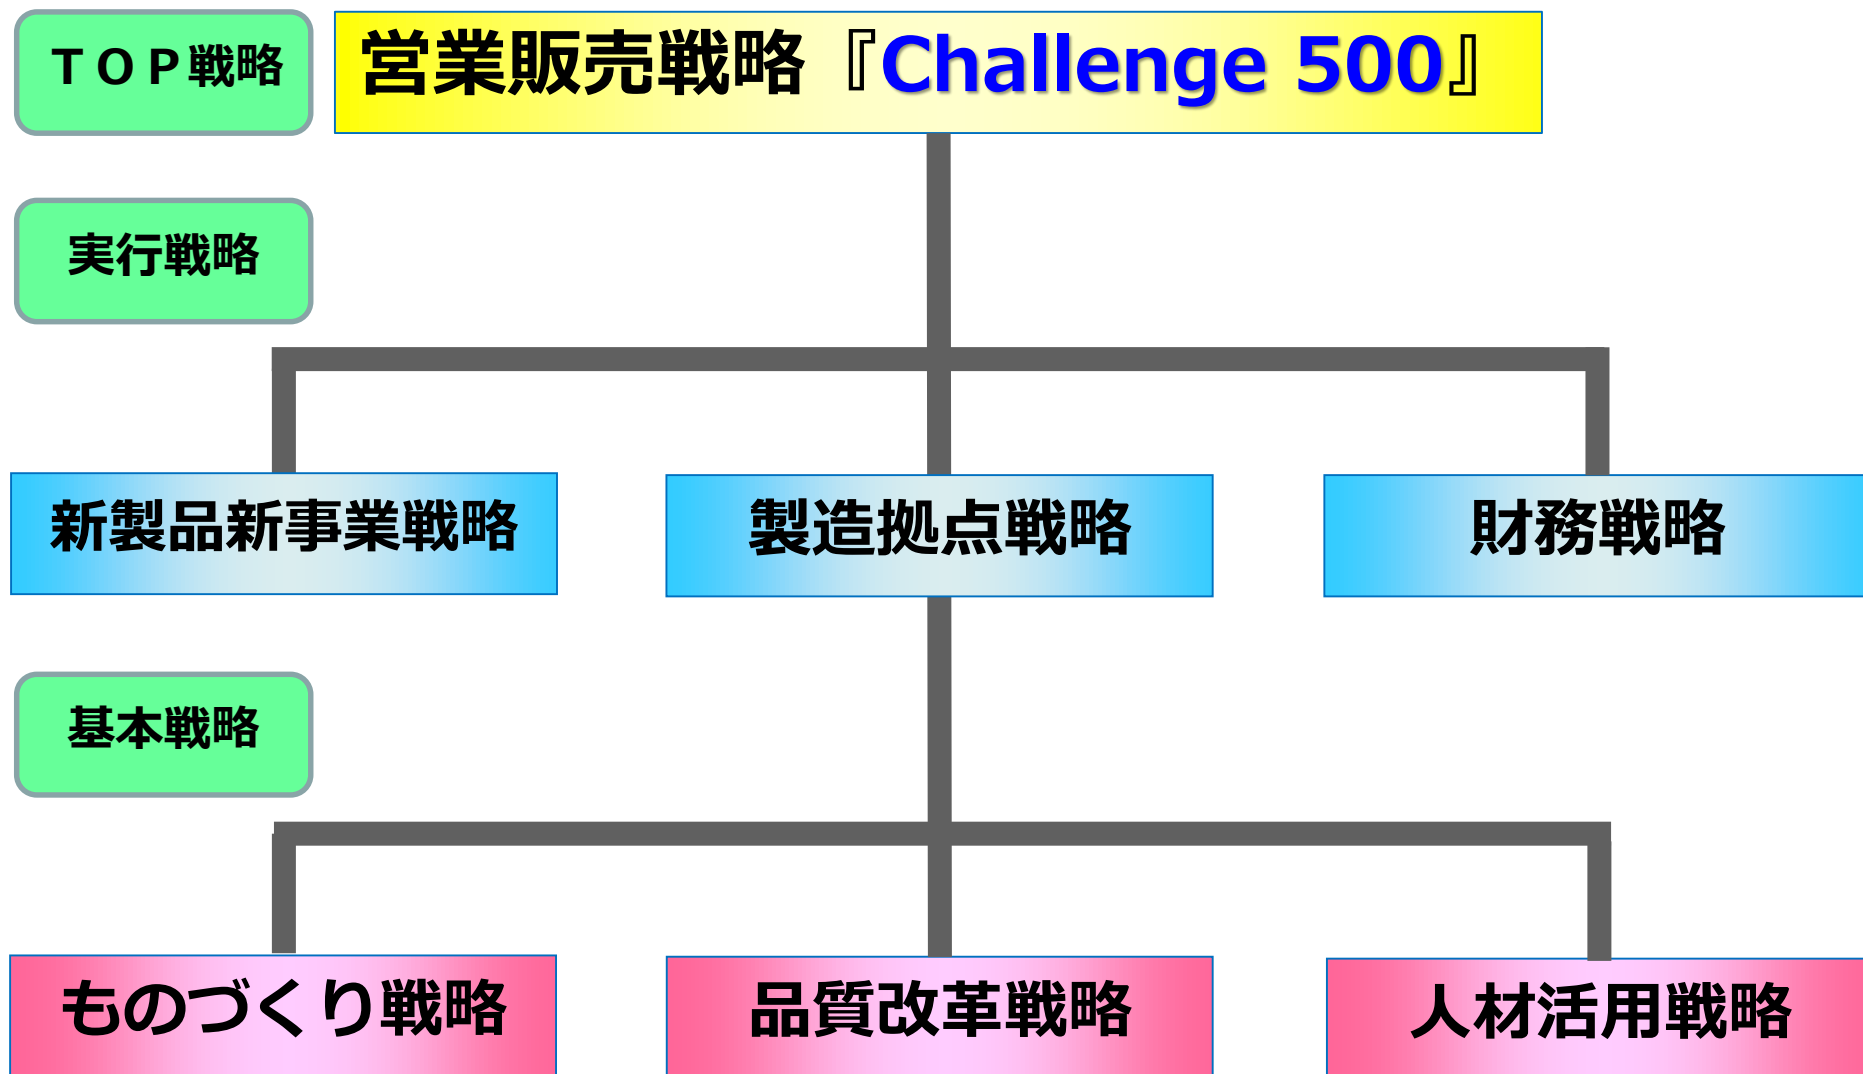 ＴＯＰ戦略
営業販売戦略『Challenge 500』
実行戦略
新製品新事業戦略
製造拠点戦略
財務戦略
基本戦略
ものづくり戦略
品質改革戦略
人材活用戦略